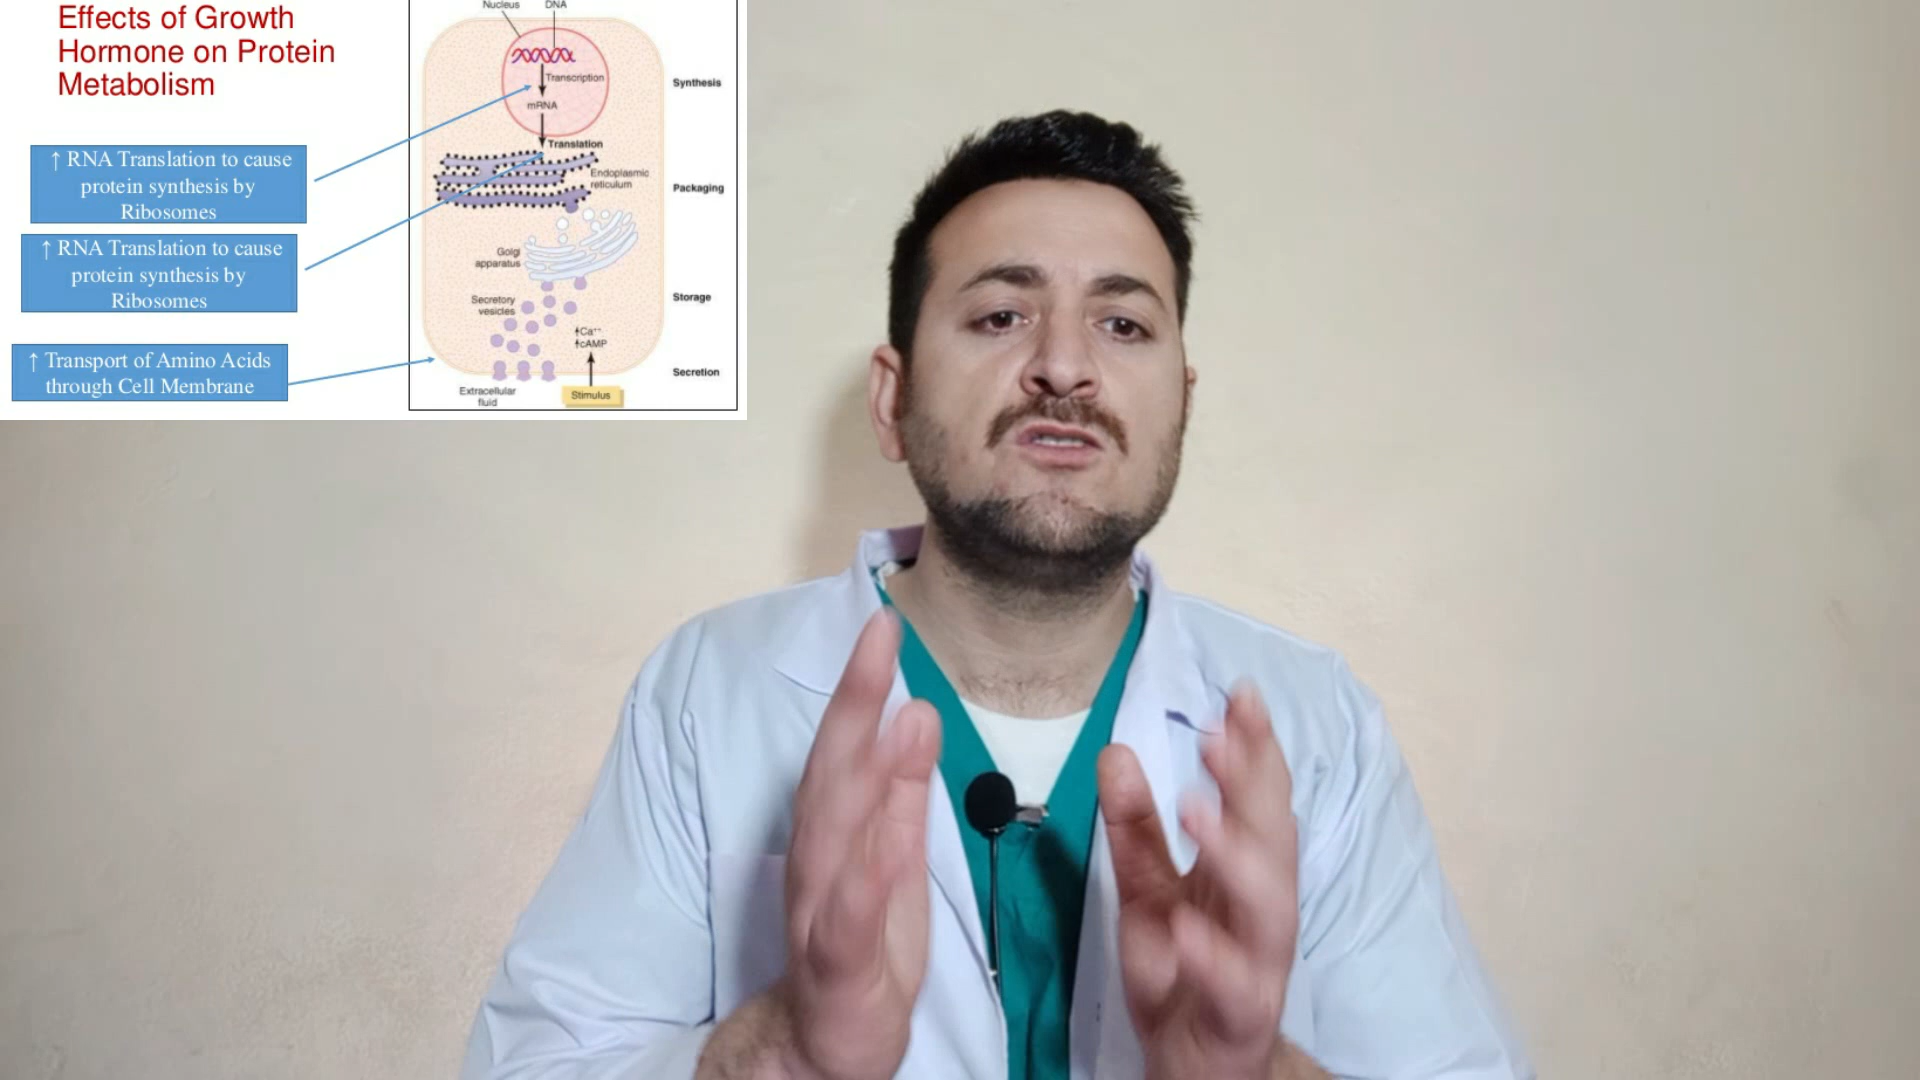 Effects of Growth
Hormone on Protein
Metabolism
↑ RNA Translation to cause
protein synthesis by
Ribosomes
↑ RNA Translation to cause
protein synthesis by
Ribosomes
↑ Transport of Amino Acids
through Cell Membrane
Nucleus
DNA
Transcription
mRNA
Translation
Endoplasmic
reticulum
Golgi
apparatus
Secretory
vesicles
↑Ca⁺⁺
↑cAMP
Extracellular
fluid
Stimulus
Synthesis
Packaging
Storage
Secretion